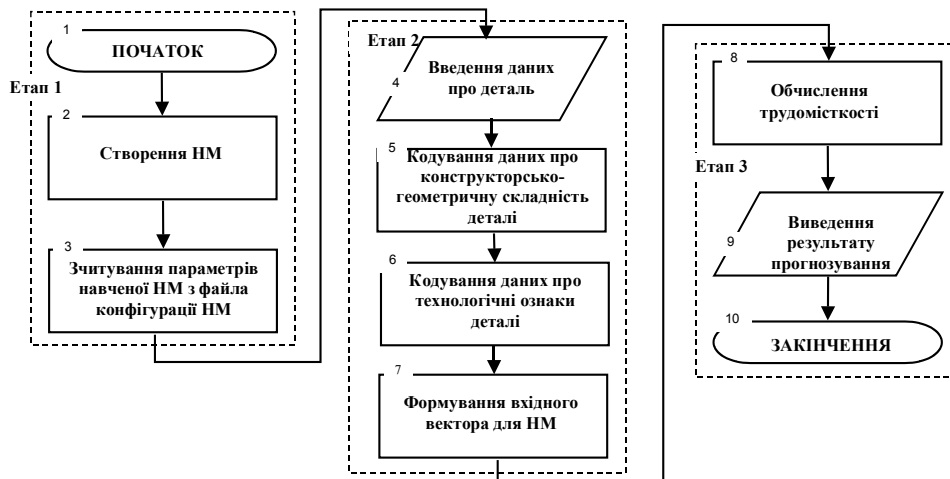 1
ПОЧАТОК
Етап 1
2
Створення НМ
3
Зчитування параметрів
навченої НМ з файла
конфігурації НМ
Етап 2
4
Введення даних
про деталь
5
Кодування даних про
конструкторсько-
геометричну складність
деталі
6
Кодування даних про
технологічні ознаки
деталі
7
Формування вхідного
вектора для НМ
8
Обчислення
трудомісткості
Етап 3
9
Виведення
результату
прогнозування
10
ЗАКІНЧЕННЯ